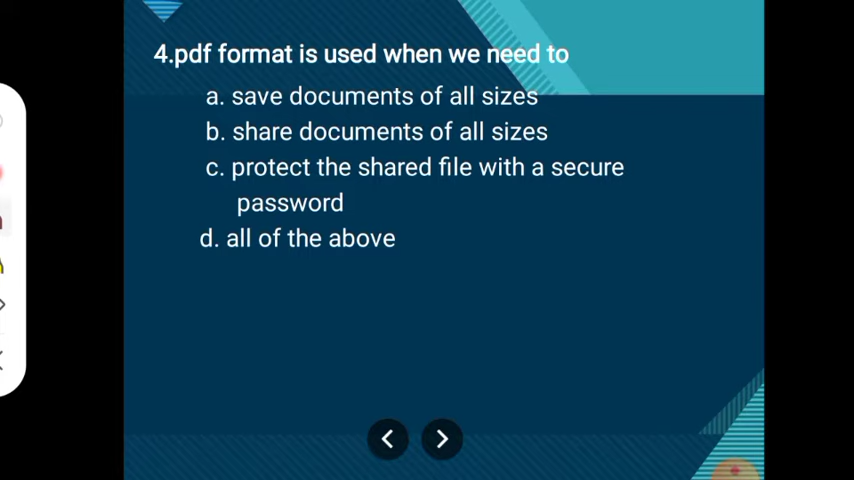 4.pdf format is used when we need to
a. save documents of all sizes
b. share documents of all sizes
c. protect the shared file with a secure
password
d. all of the above